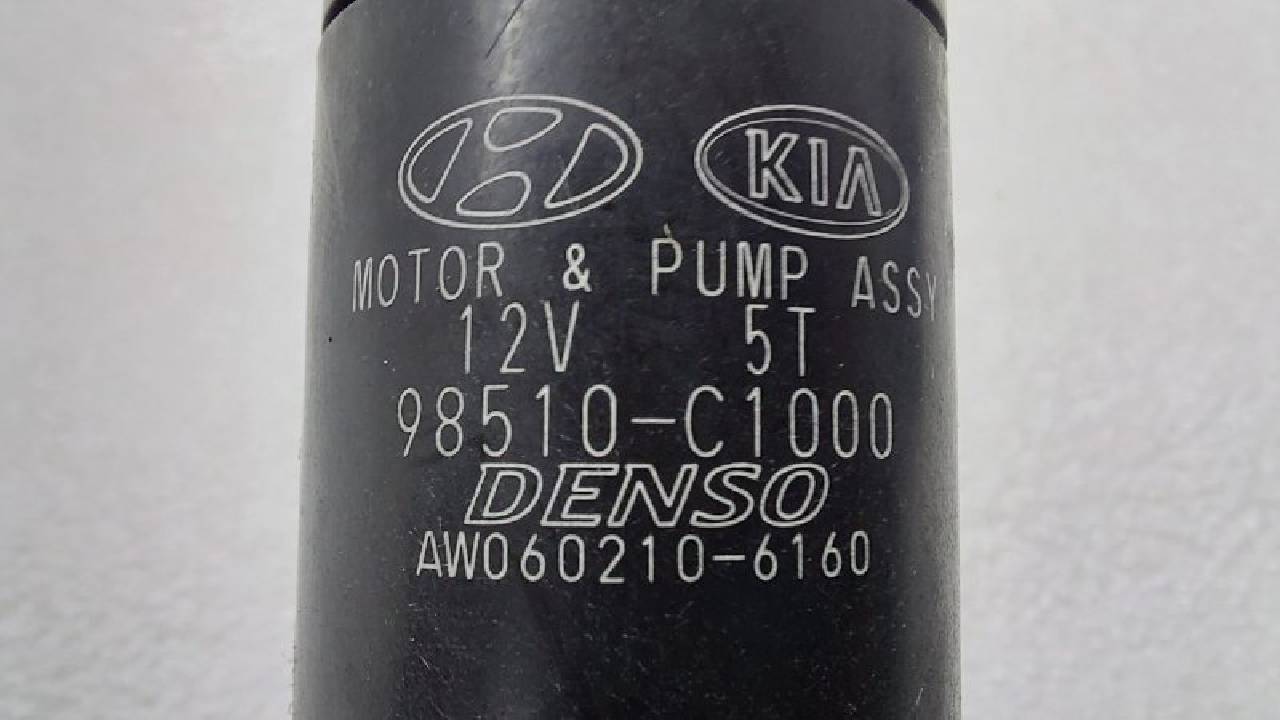 KIA
MOTOR & PUMP ASSY
12V 5T
98510-C1000
DENSO
AW060210-6160